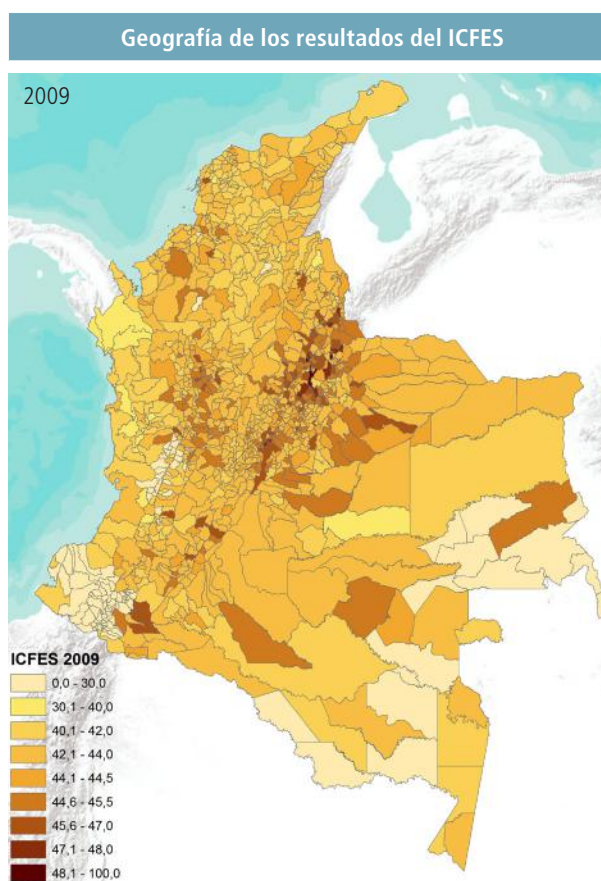 Geografía de los resultados del ICFES
2009
ICFES 2009
0,0 - 30,0
30,1 - 40,0
40,1 - 42,0
42,1 - 44,0
44,1 - 44,5
44,6 - 45,5
45,6 - 47,0
47,1 - 48,0
48,1 - 100,0